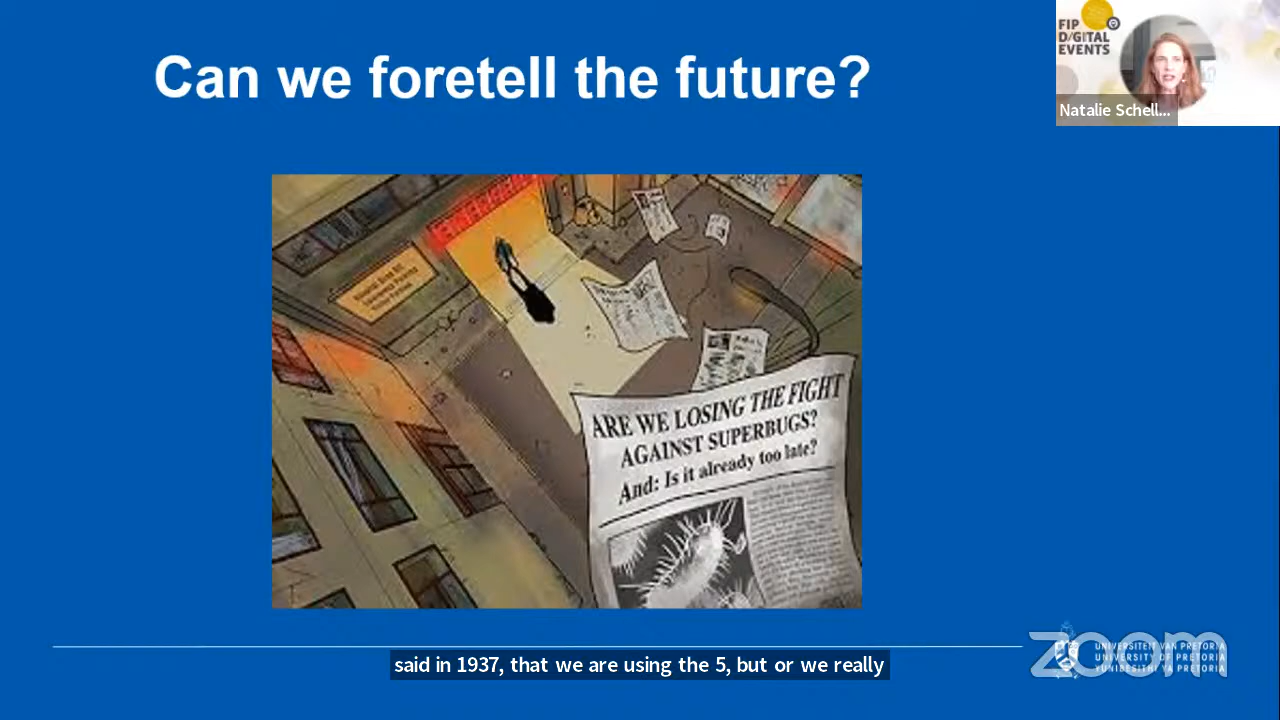 Can we foretell the future?
FIP
DIGITAL
EVENTS
Natalie Schell...
ARE WE LOSING THE FIGHT
AGAINST SUPERBUGS?
And: Is it already too late?
said in 1937, that we are using the 5, but or we really
zoom
UNIVERSITEIT VAN PRETORIA
UNIVERSITY OF PRETORIA
YUNIBESITHI YA PRETORIA